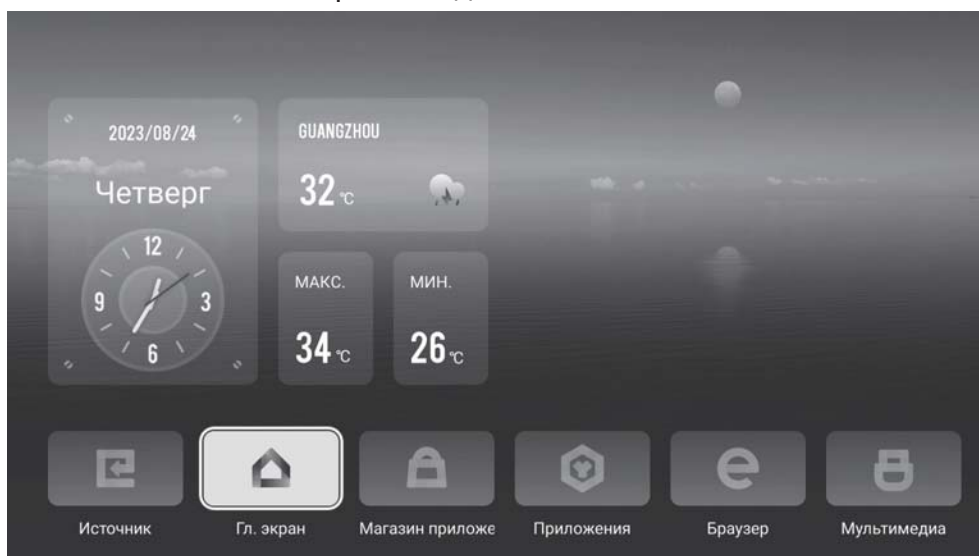 2023/08/24
Четверг
12
9
3
6
GUANGZHOU
32 °C
МАКС.
34 °C
МИН.
26 °C
Источник
Гл. экран
Магазин приложе
Приложения
Браузер
Мультимедиа